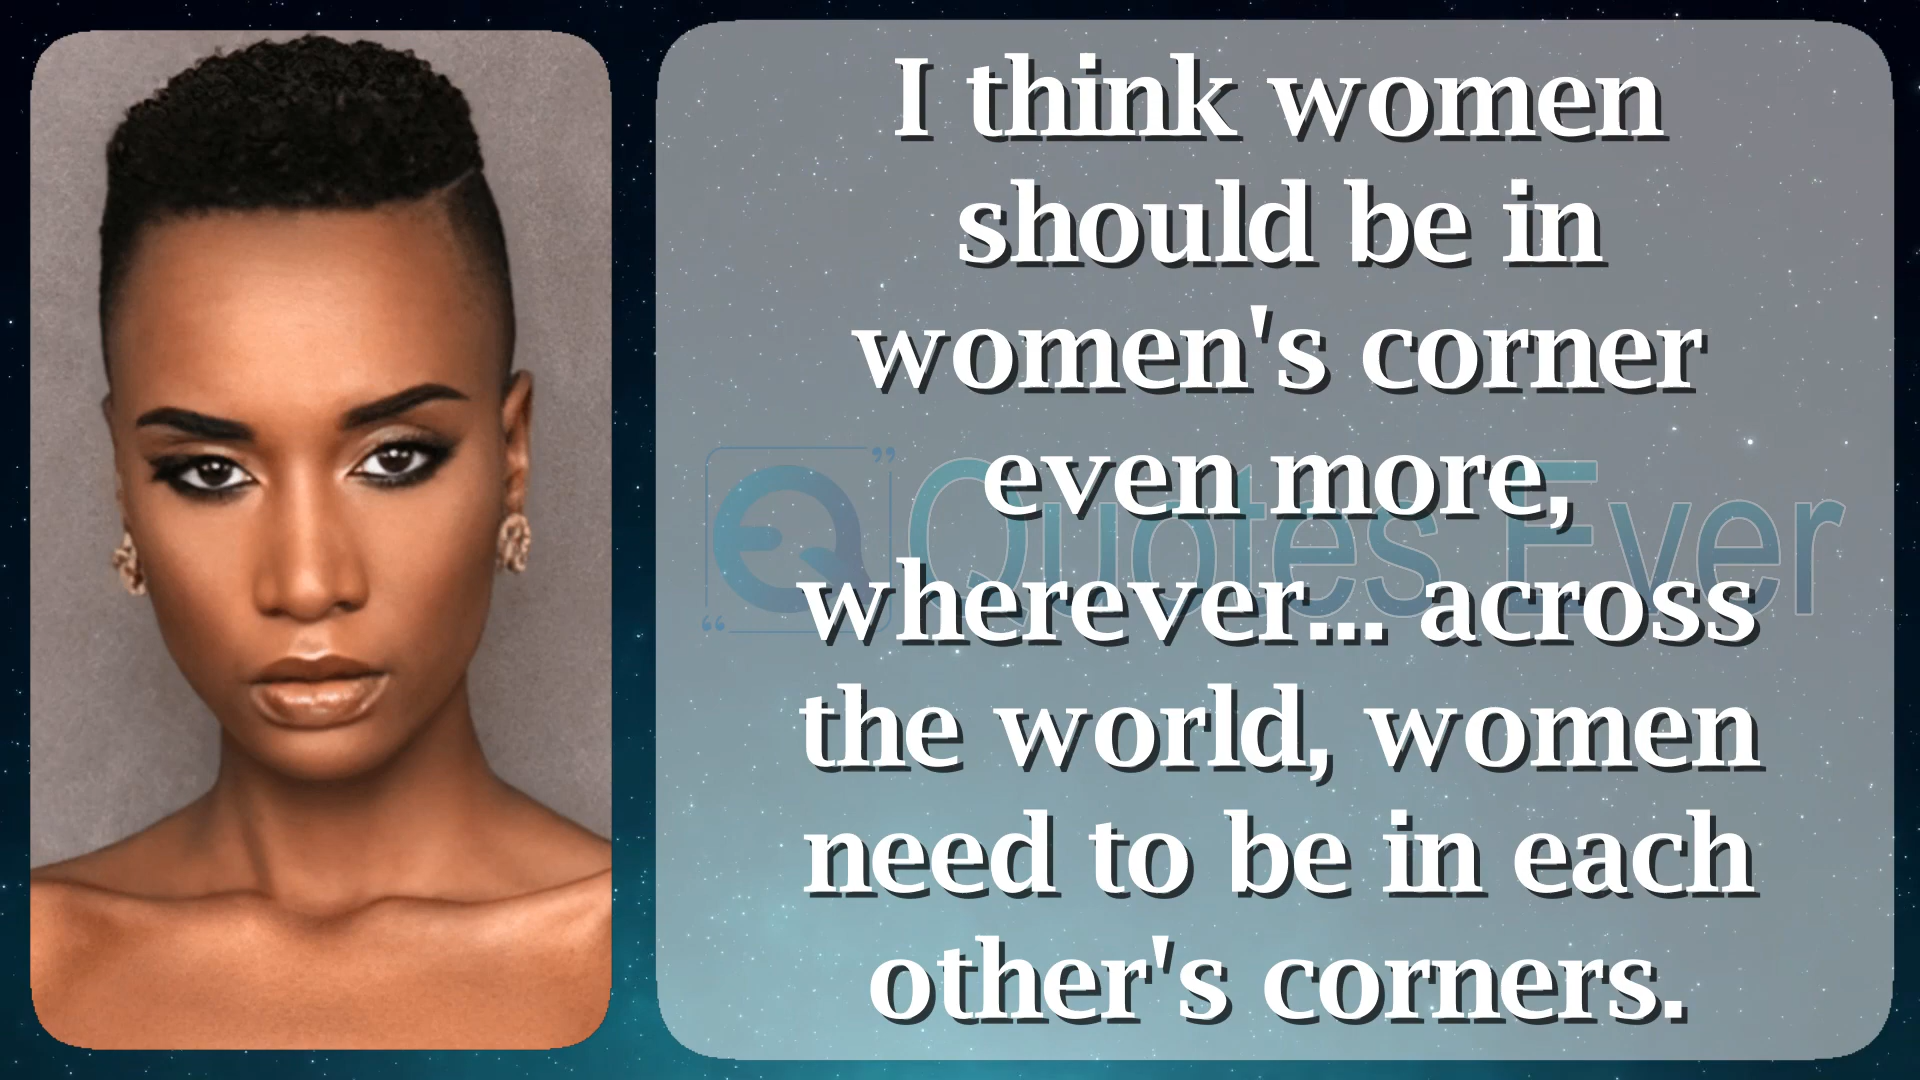 I think women
should be in
women's corner
even more,
Quotes Ever
wherever... across
the world, women
need to be in each
other's corners.